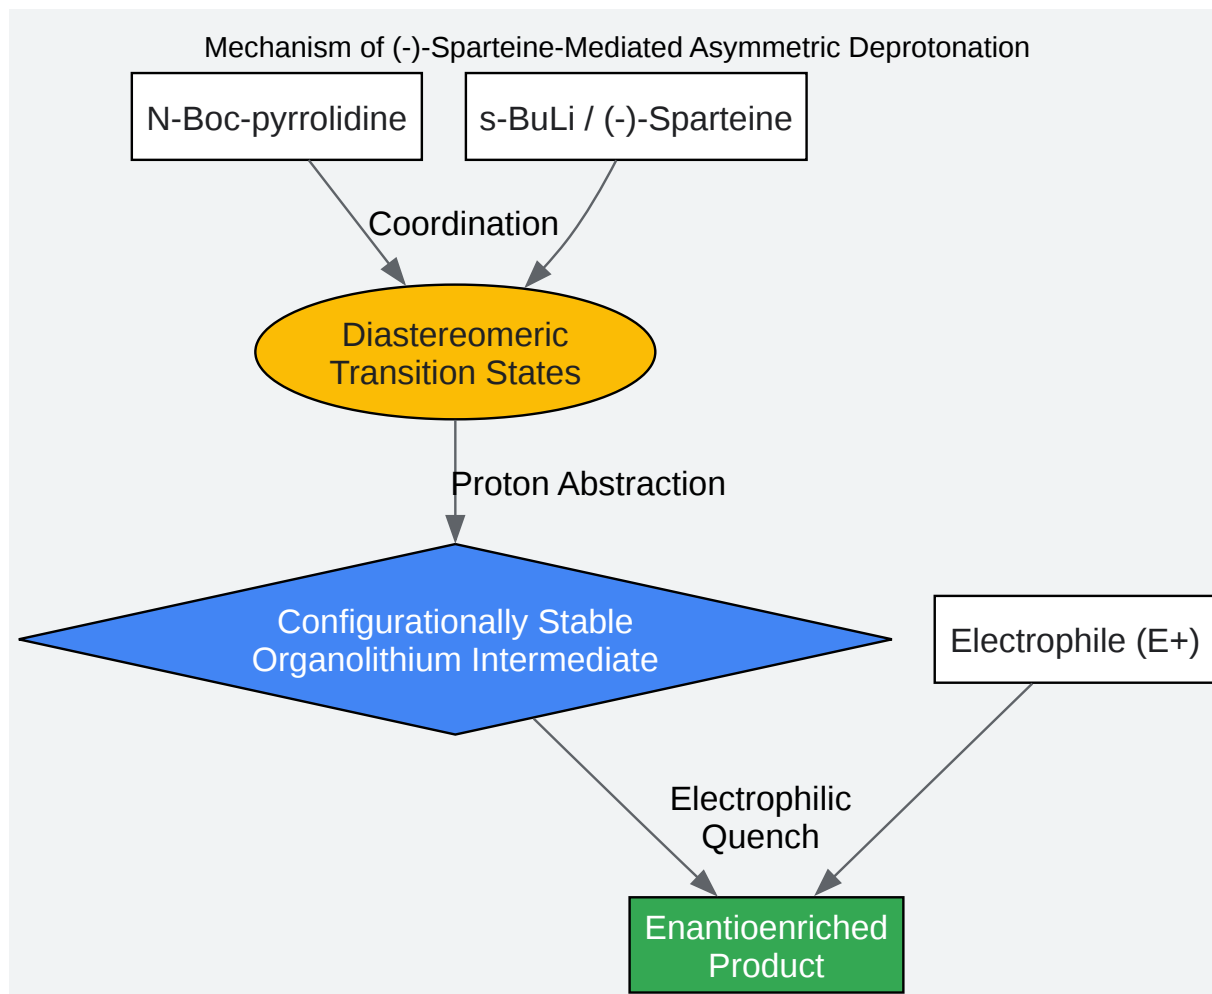 Mechanism of (-)-Sparteine-Mediated Asymmetric Deprotonation
N-Boc-pyrrolidine
s-BuLi / (-)-Sparteine
Coordination
Diastereomeric
Transition States
Proton Abstraction
Configurationally Stable
Organolithium Intermediate
Electrophile (E+)
Electrophilic
Quench
Enantioenriched
Product